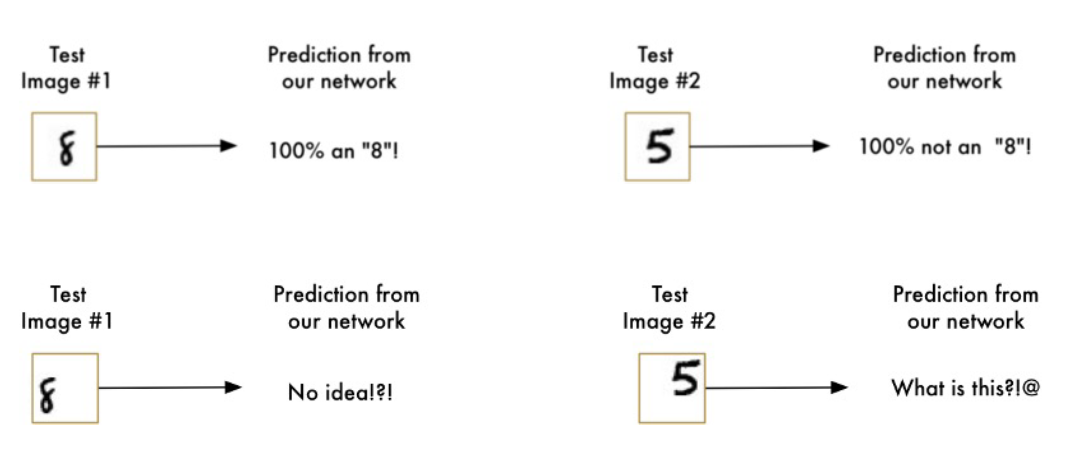 Test
Image #1
Prediction from
our network
8
100% an "8"!
Test
Image #2
Prediction from
our network
5
100% not an "8"!
Test
Image #1
Prediction from
our network
8
No idea!?!
Test
Image #2
Prediction from
our network
5
What is this?!@